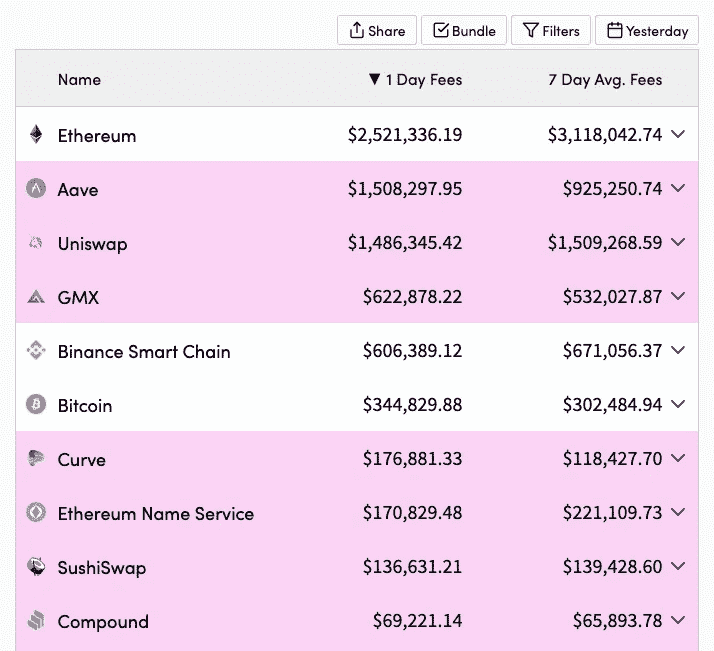 Share Bundle Filters Yesterday
Name ▼ 1 Day Fees 7 Day Avg. Fees
Ethereum $2,521,336.19 $3,118,042.74
Aave $1,508,297.95 $925,250.74
Uniswap $1,486,345.42 $1,509,268.59
GMX $622,878.22 $532,027.87
Binance Smart Chain $606,389.12 $671,056.37
Bitcoin $344,829.88 $302,484.94
Curve $176,881.33 $118,427.70
Ethereum Name Service $170,829.48 $221,109.73
SushiSwap $136,631.21 $139,428.60
Compound $69,221.14 $65,893.78